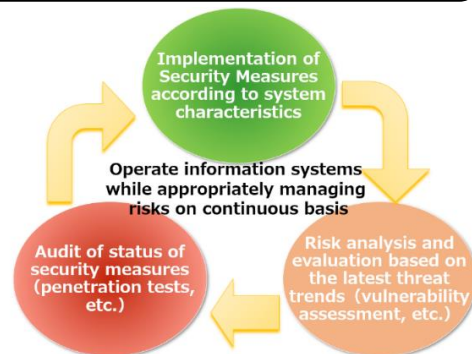 Implementation of
Security Measures
according to system
characteristics
Operate information systems
while appropriately managing
risks on continuous basis
Risk analysis and
evaluation based on
the latest threat
trends (vulnerability
assessment, etc.)
Audit of status of
security measures
(penetration tests,
etc.)